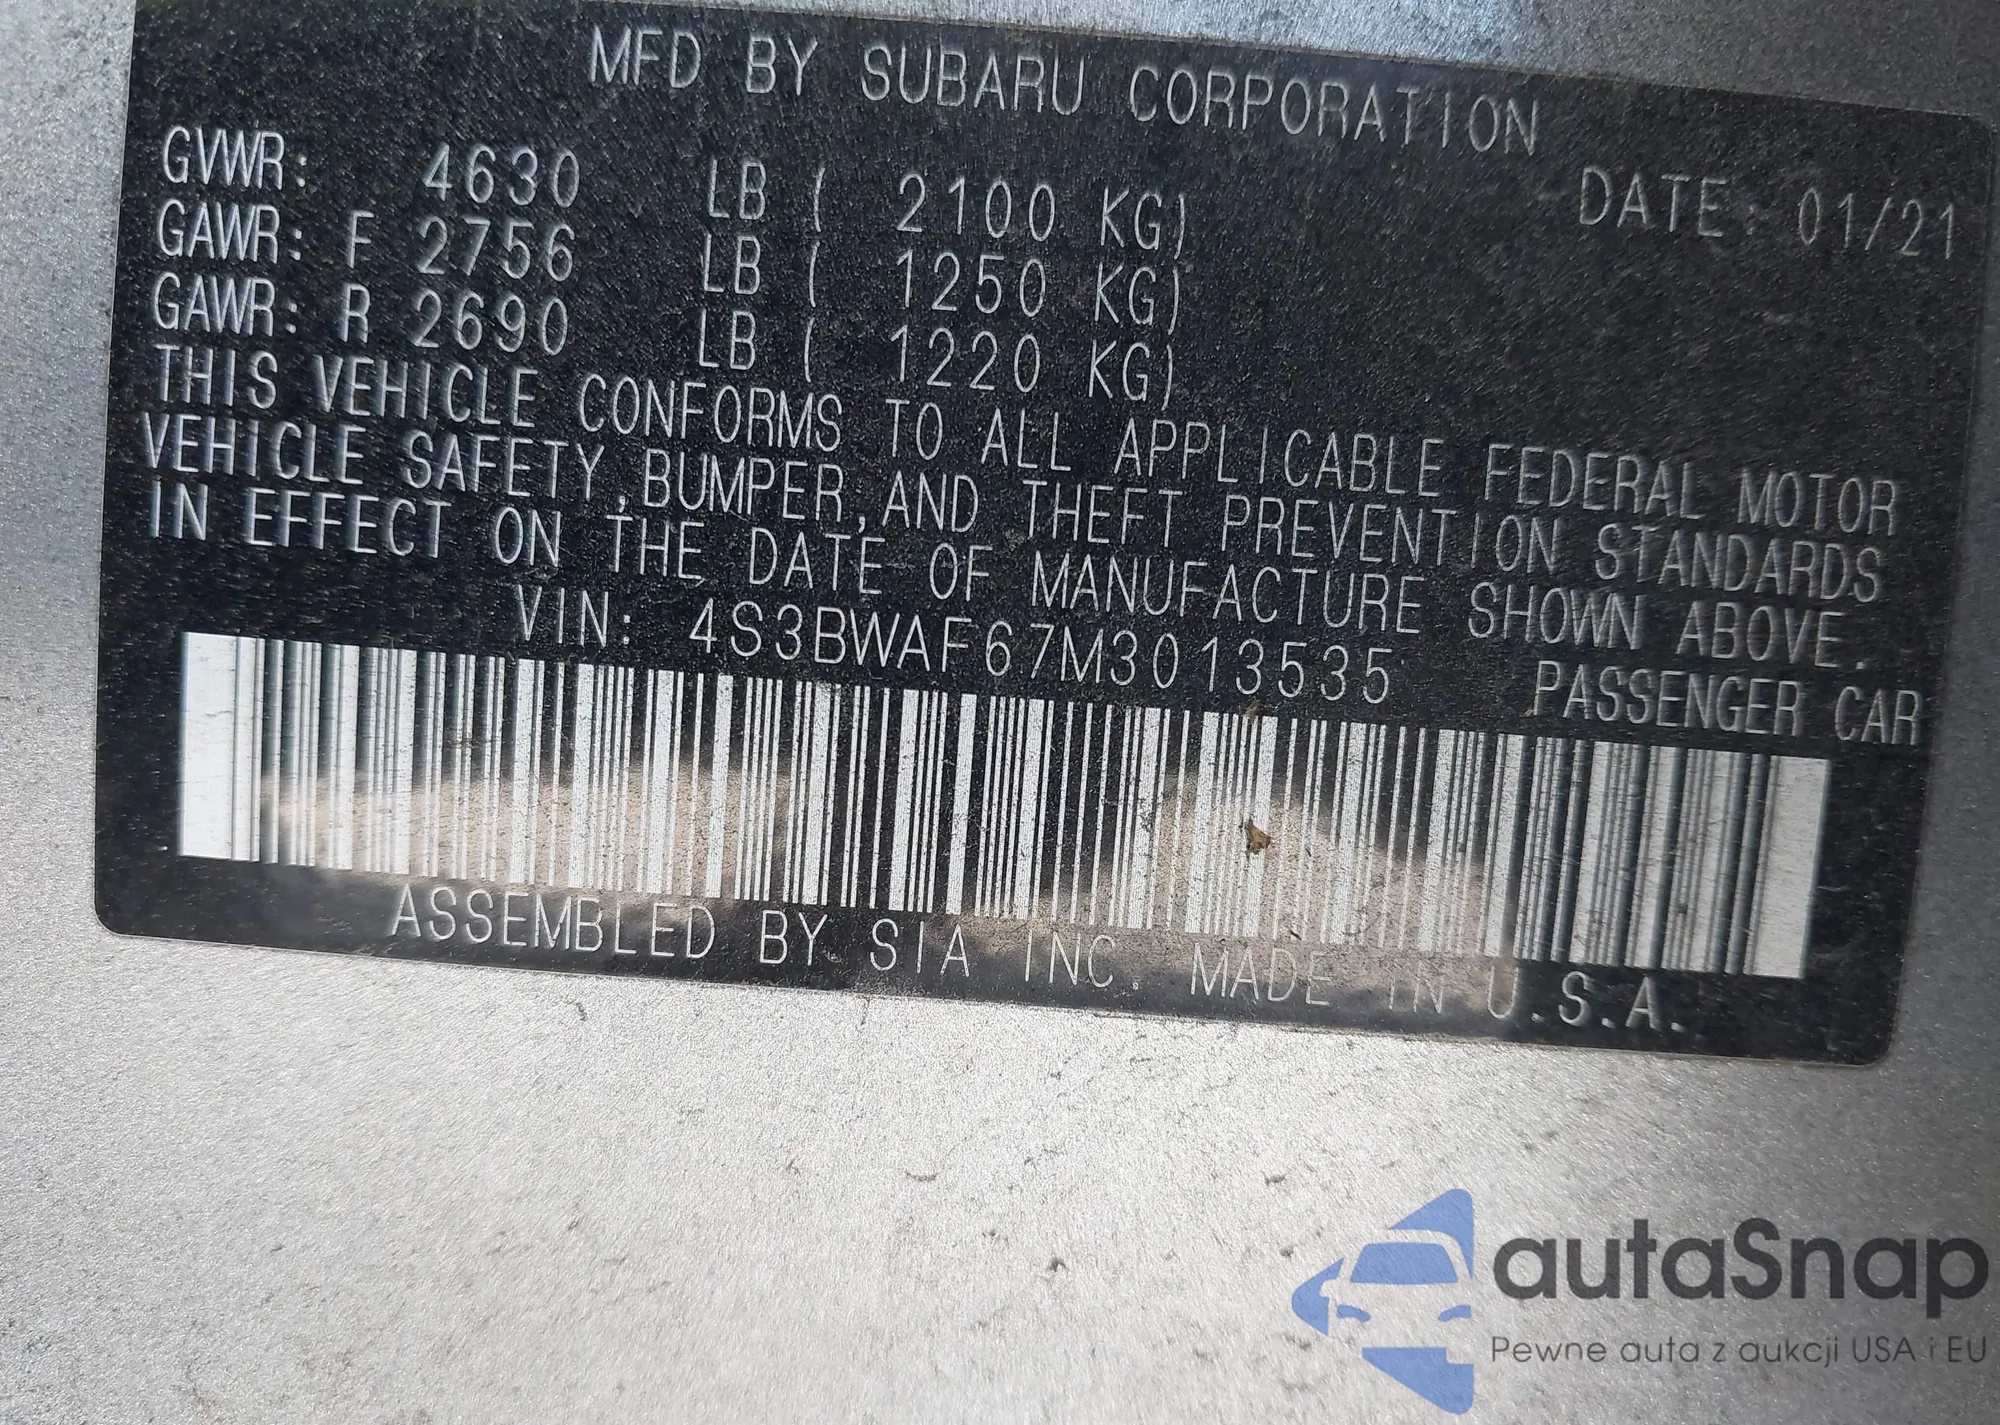 MFD BY SUBARU CORPORATION
GVWR: 4630 LB ( 2100 KG) DATE: 01/21
GAWR: F 2756 LB ( 1250 KG)
GAWR: R 2690 LB ( 1220 KG)
THIS VEHICLE CONFORMS TO ALL APPLICABLE FEDERAL MOTOR
VEHICLE SAFETY,BUMPER,AND THEFT PREVENTION STANDARDS
IN EFFECT ON THE DATE OF MANUFACTURE SHOWN ABOVE.
VIN: 4S3BWAF67M3013535 PASSENGER CAR
ASSEMBLED BY SIA INC. MADE IN U.S.A.
autaSnap
Pewne auta z aukcji USA i EU